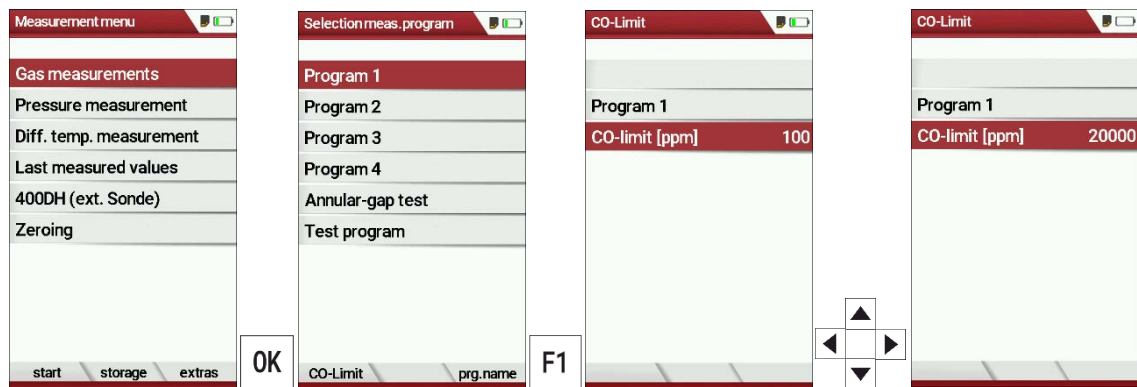 Measurement menu
Gas measurements
Pressure measurement
Diff. temp. measurement
Last measured values
400DH (ext. Sonde)
Zeroing
start storage extras
OK
Selection meas. program
Program 1
Program 2
Program 3
Program 4
Annular-gap test
Test program
CO-Limit prg.name
F1
CO-Limit
Program 1
CO-limit [ppm] 100
CO-Limit
Program 1
CO-limit [ppm] 20000